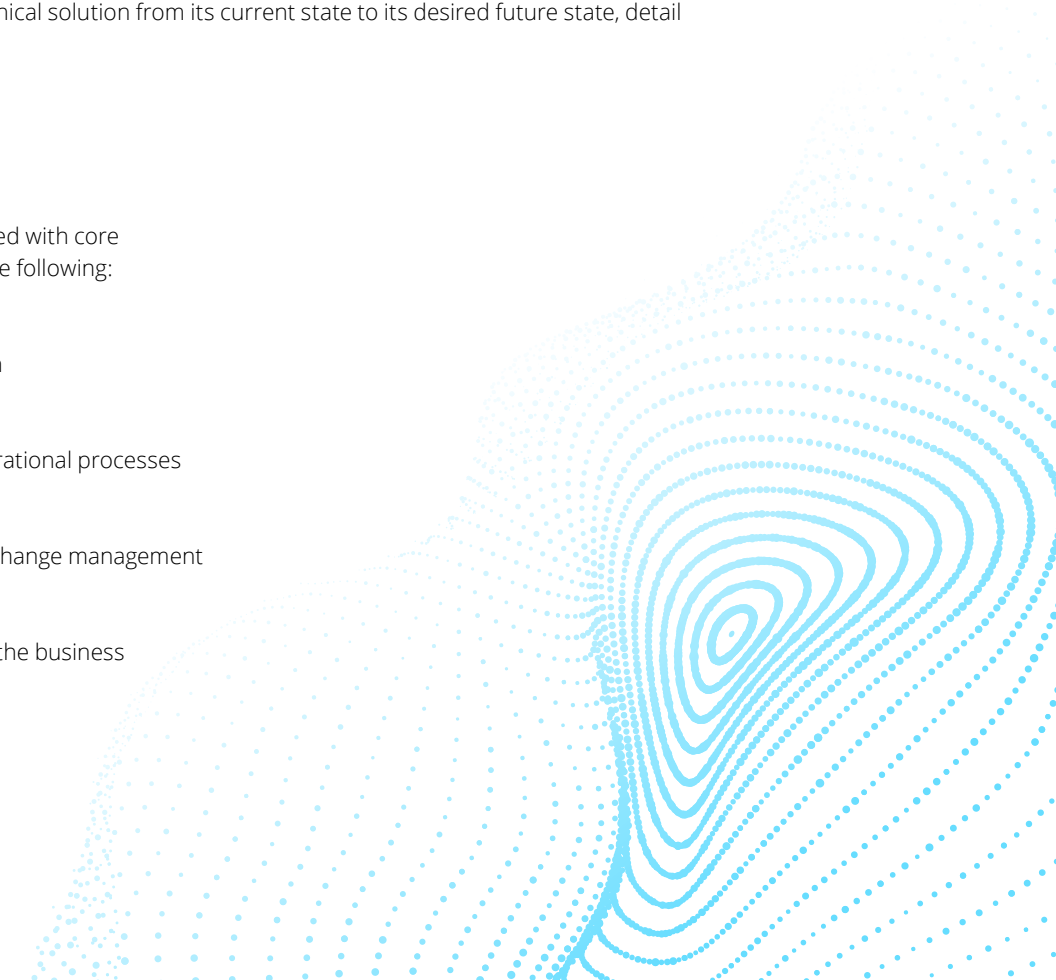 nical solution from its current state to its desired future state, detail
ed with core
e following:
rational processes
hange management
the business